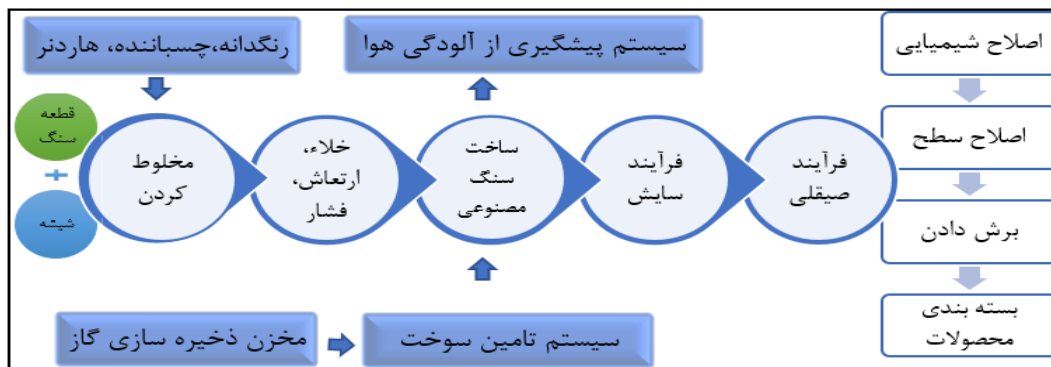 رنگدانه،چسباننده، هاردنر
سیستم پیشگیری از آلودگی هوا
قطعه
سنگ
شیشه
مخلوط
کردن
خلاء،
ارتعاش،
فشار
ساخت
سنگ
مصنوعی
فرآیند
سایش
فرآیند
صیقلی
مخزن ذخیره سازی گاز
سیستم تامین سوخت
اصلاح شیمیایی
اصلاح سطح
برش دادن
بسته بندی
محصولات